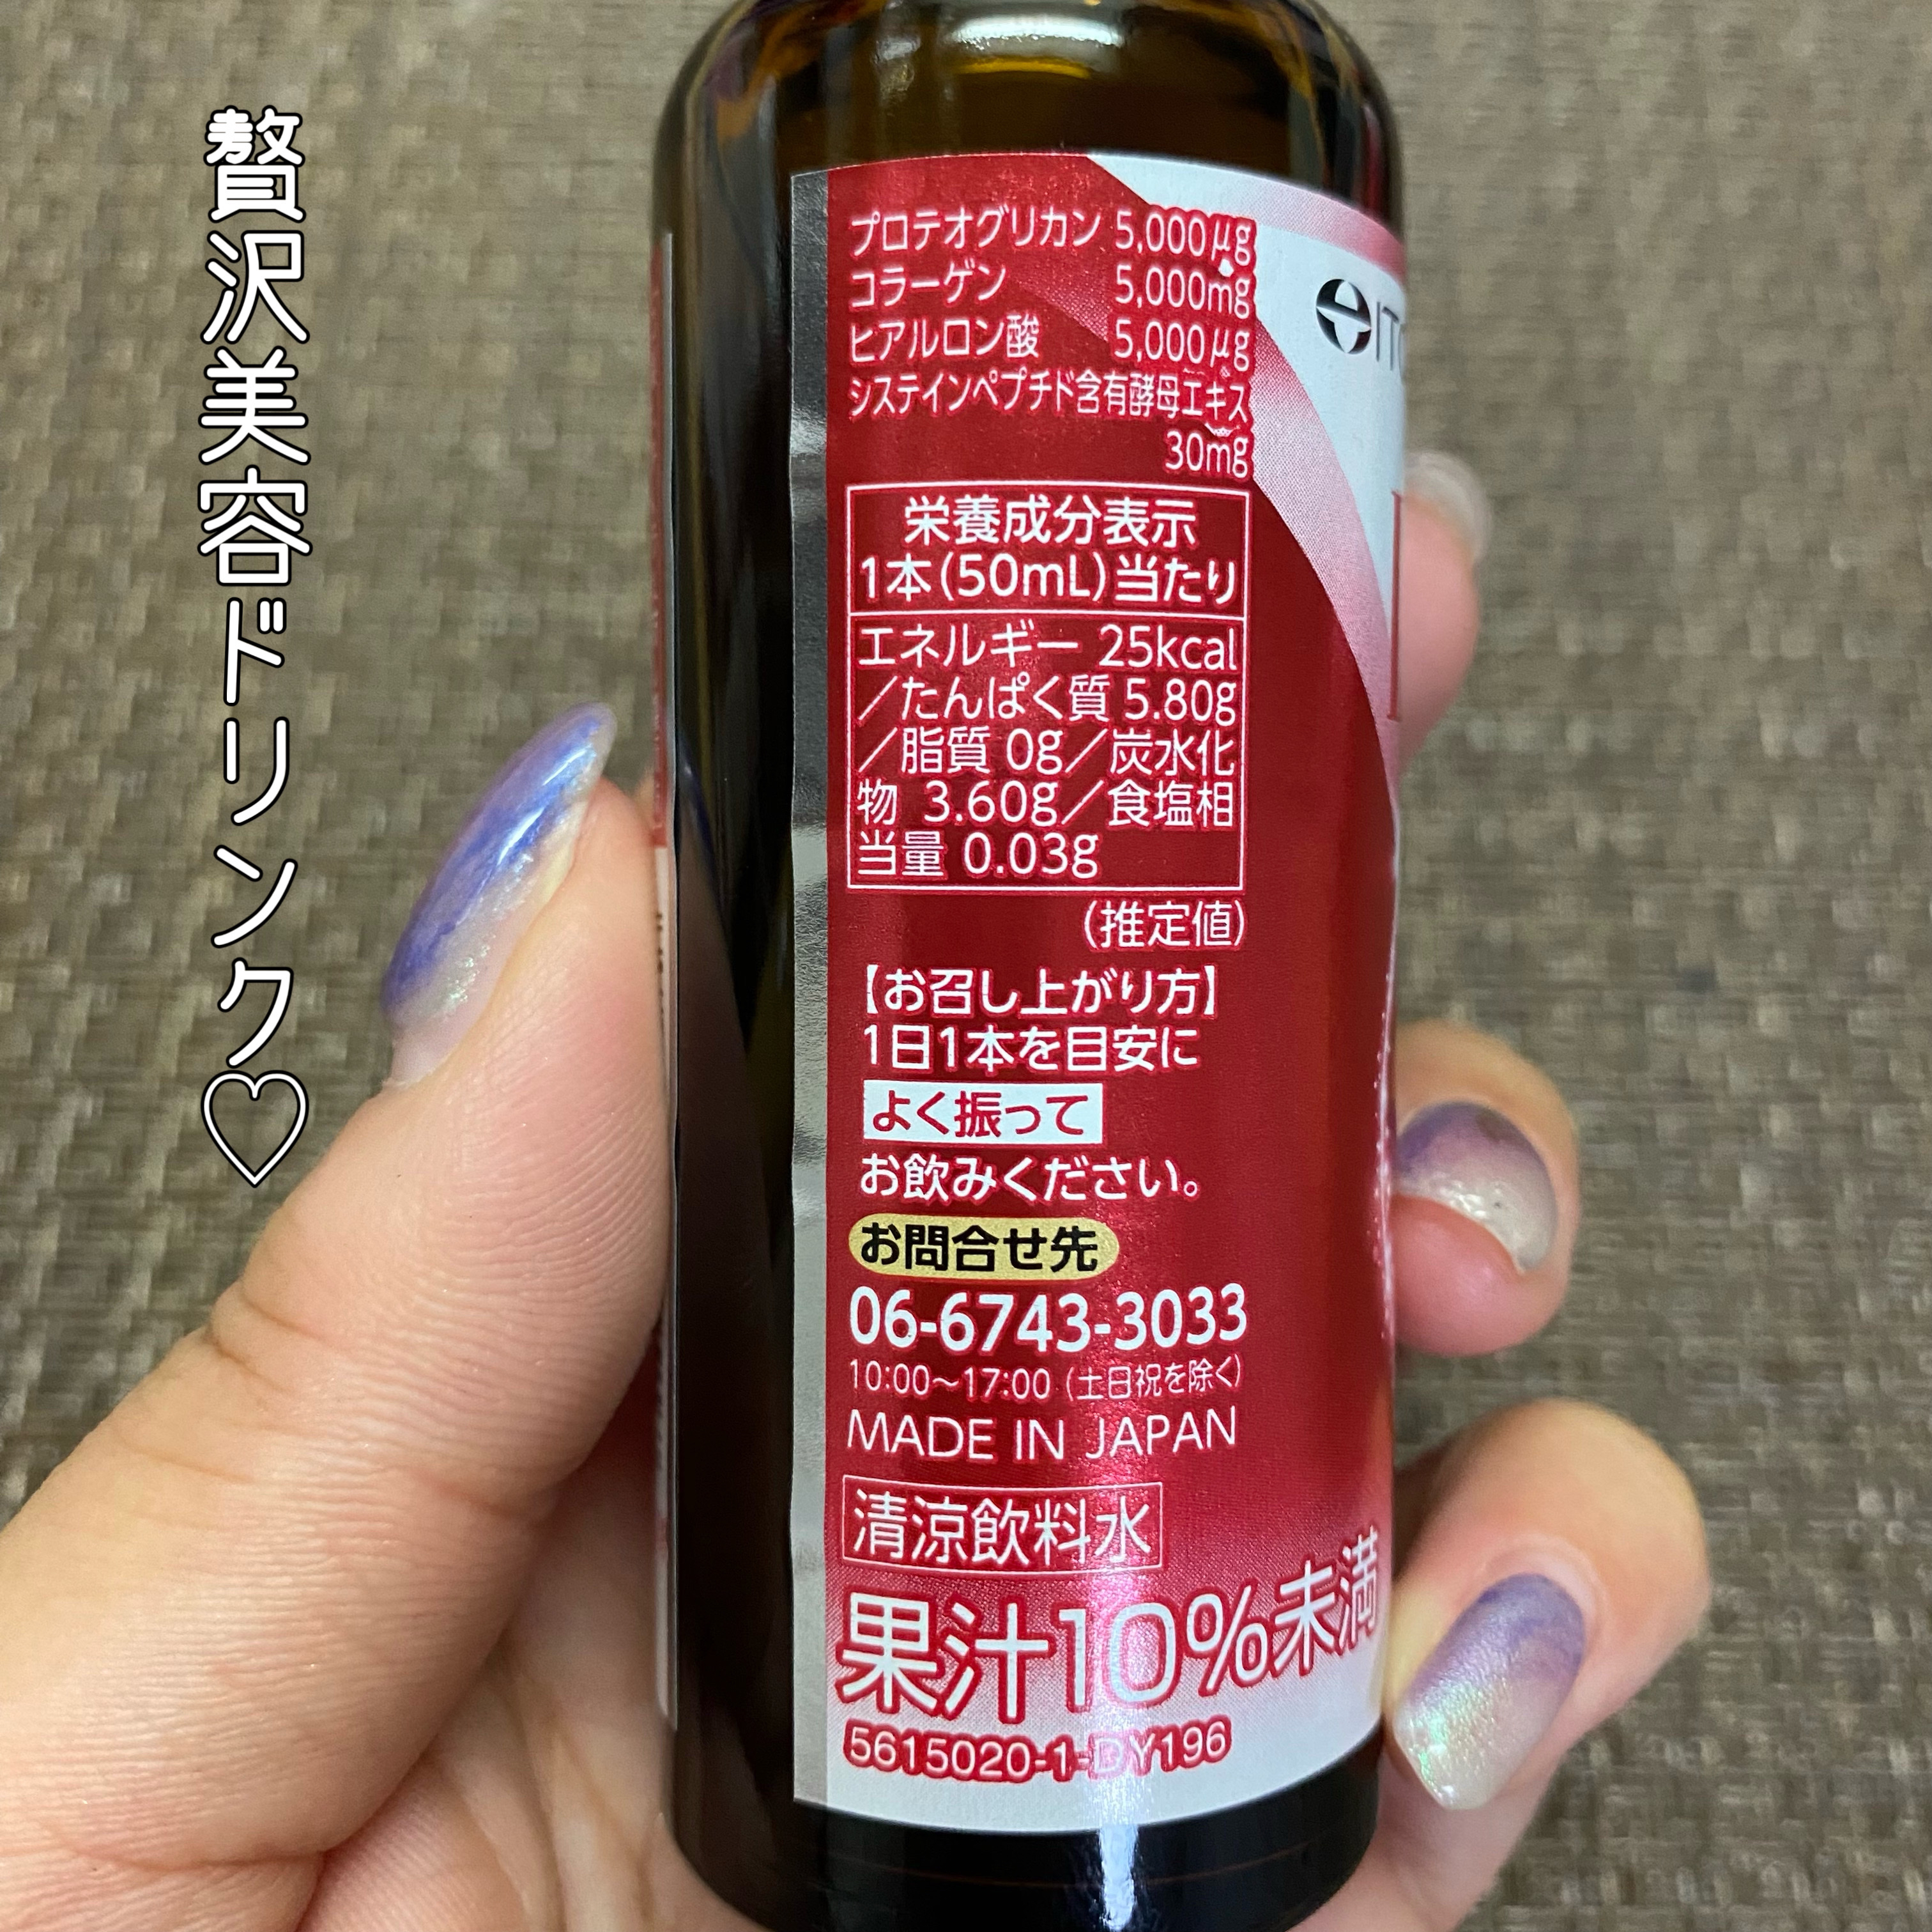 贅沢美容ドリンク♡
プロテオグリカン 5,000μg
コラーゲン 5,000mg
ヒアルロン酸 5,000μg
システインペプチド含有酵母エキス
30mg
栄養成分表示
1本(50mL)当たり
エネルギー 25kcal
／たんぱく質 5.80g
／脂質 0g／炭水化
物 3.60g／食塩相
当量 0.03g
(推定値)
【お召し上がり方】
1日1本を目安に
よく振って
お飲みください。
お問合せ先
06-6743-3033
10:00～17:00 (土日祝を除く)
MADE IN JAPAN
清涼飲料水
果汁10%未満
5615020-1-DY196